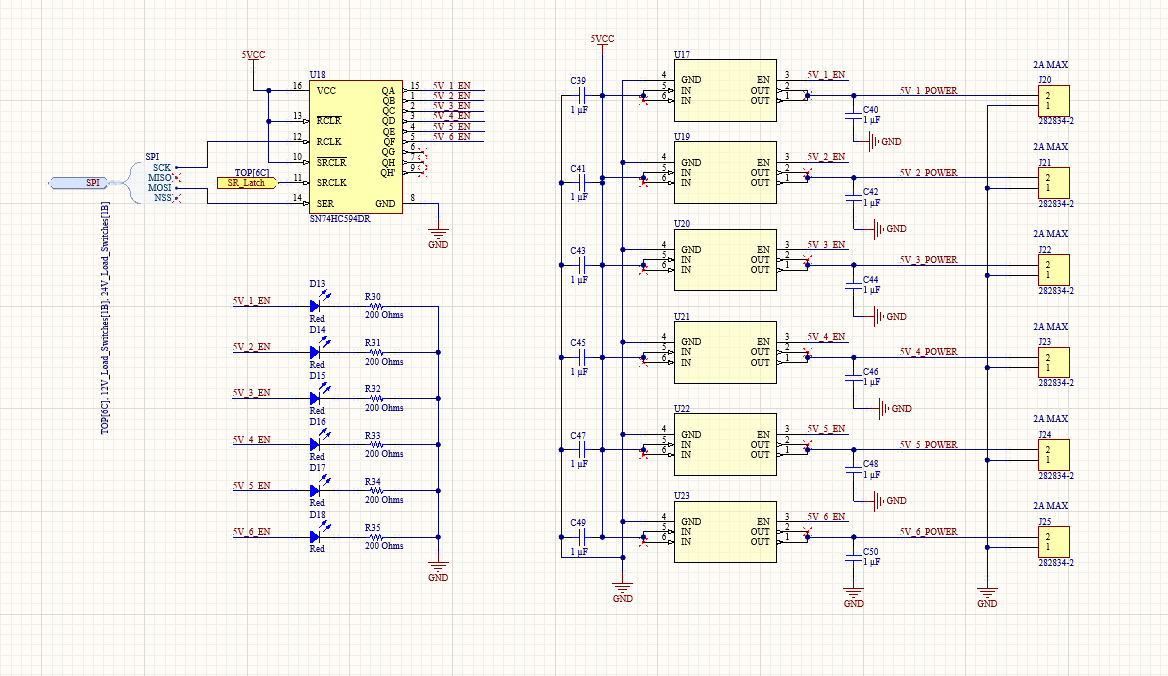 5VCC
U18
16 VCC QA 15 5V_1_EN
QB 1 5V_2_EN
QC 2 5V_3_EN
13 RCLR QD 3 5V_4_EN
QE 4 5V_5_EN
12 RCLK QF 5 5V_6_EN
QG 6
10 SRCLR QH 7
QH' 9
11 SRCLK
14 SER GND 8
SN74HC594DR
GND
SPI
SPI
SCK
MISO
MOSI
NSS
TOP[6C]
SR_Latch
TOP[6C], 12V_Load_Switches[1B], 24V_Load_Switches[1B]
D13
5V_1_EN R30
Red 200 Ohms
D14
5V_2_EN R31
Red 200 Ohms
D15
5V_3_EN R32
Red 200 Ohms
D16
5V_4_EN R33
Red 200 Ohms
D17
5V_5_EN R34
Red 200 Ohms
D18
5V_6_EN R35
Red 200 Ohms
GND
5VCC
U17
C39
1 µF
4 GND EN 3 5V_1_EN
5 IN OUT 2
6 IN OUT 1
5V_1_POWER
C40
1 µF
GND
2A MAX
J20
2
1
282834-2
U19
C41
1 µF
4 GND EN 3 5V_2_EN
5 IN OUT 2
6 IN OUT 1
5V_2_POWER
C42
1 µF
GND
2A MAX
J21
2
1
282834-2
U20
C43
1 µF
4 GND EN 3 5V_3_EN
5 IN OUT 2
6 IN OUT 1
5V_3_POWER
C44
1 µF
GND
2A MAX
J22
2
1
282834-2
U21
C45
1 µF
4 GND EN 3 5V_4_EN
5 IN OUT 2
6 IN OUT 1
5V_4_POWER
C46
1 µF
GND
2A MAX
J23
2
1
282834-2
U22
C47
1 µF
4 GND EN 3 5V_5_EN
5 IN OUT 2
6 IN OUT 1
5V_5_POWER
C48
1 µF
GND
2A MAX
J24
2
1
282834-2
U23
C49
1 µF
4 GND EN 3 5V_6_EN
5 IN OUT 2
6 IN OUT 1
5V_6_POWER
C50
1 µF
2A MAX
J25
2
1
282834-2
GND
GND
GND